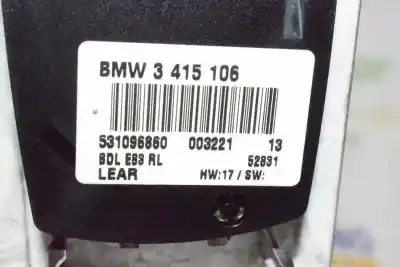 BMW 3 415 106
531096860 003221 13
BDL E83 RL 52831
LEAR HW:17 / SW: